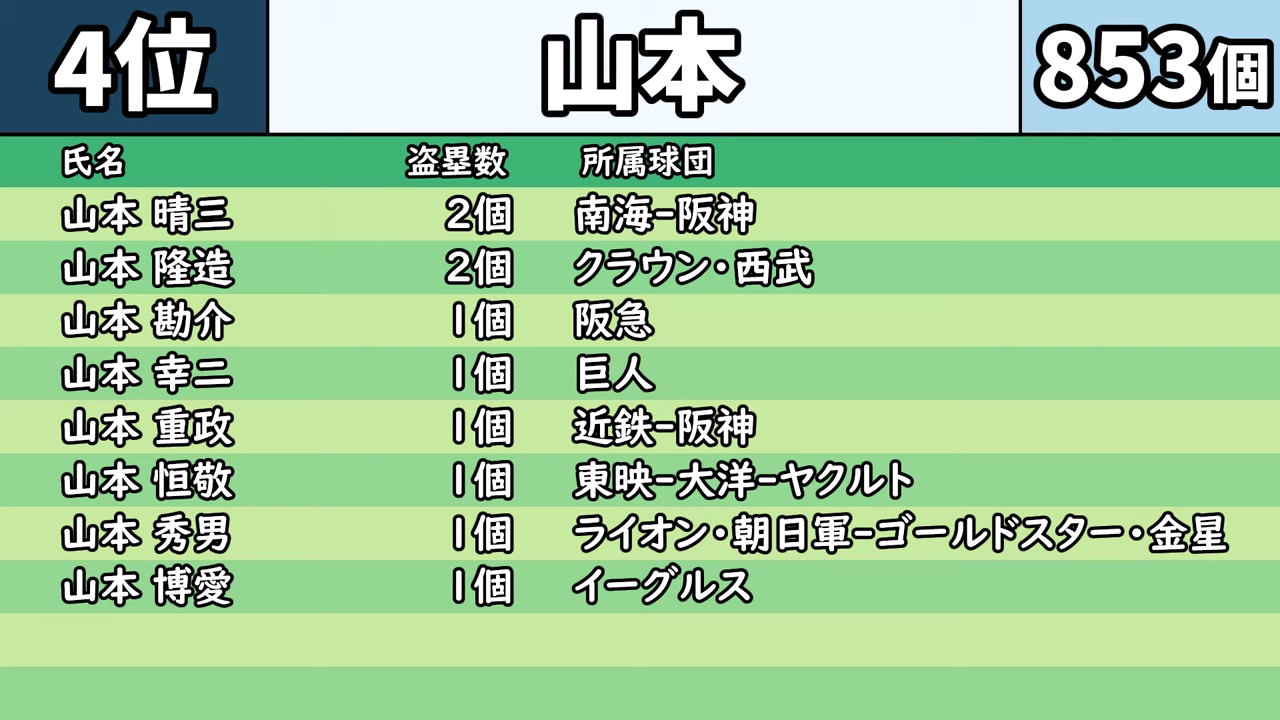 4位 山本 853個
氏名 盗塁数 所属球団
山本 晴三 2個 南海-阪神
山本 隆造 2個 クラウン・西武
山本 勘介 1個 阪急
山本 幸二 1個 巨人
山本 重政 1個 近鉄-阪神
山本 恒敬 1個 東映-大洋-ヤクルト
山本 秀男 1個 ライオン・朝日軍-ゴールドスター・金星
山本 博愛 1個 イーグルス